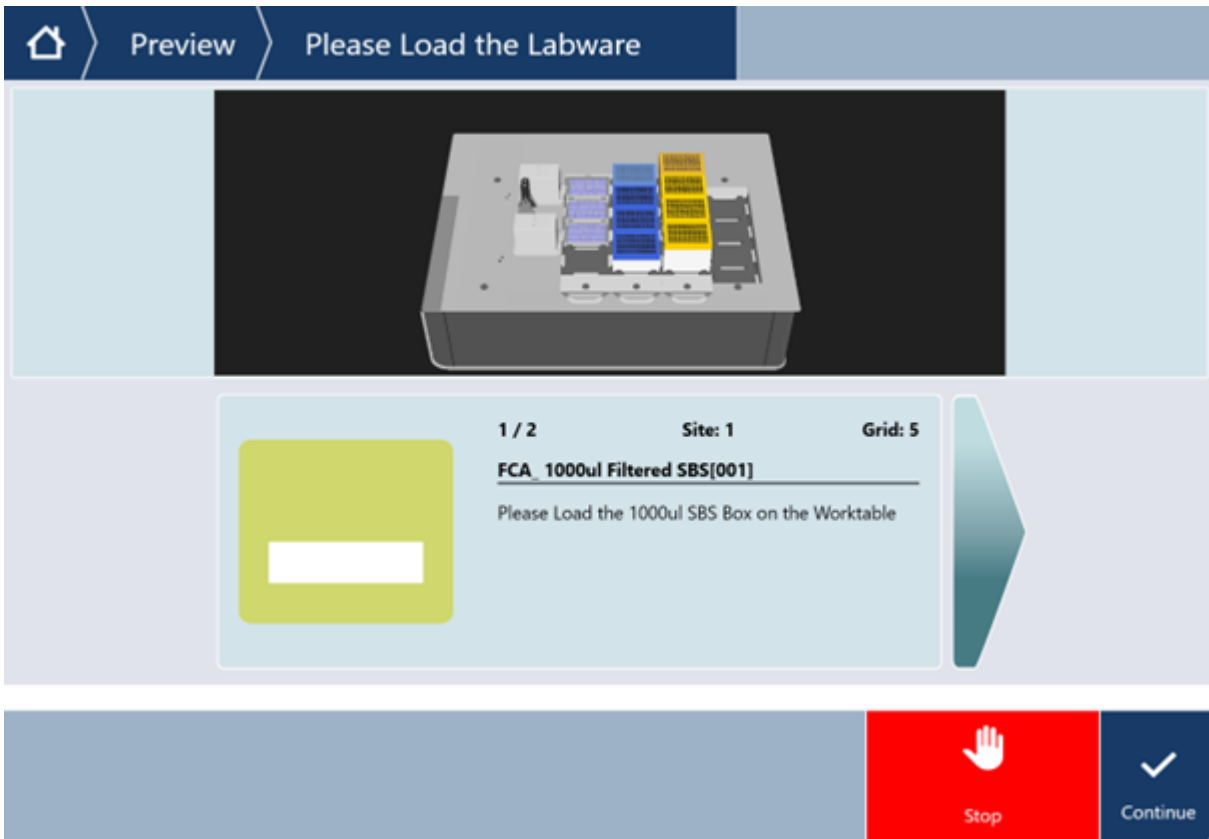 Preview
Please Load the Labware
1 / 2 Site: 1 Grid: 5
FCA_ 1000ul Filtered SBS[001]
Please Load the 1000ul SBS Box on the Worktable
Stop
Continue